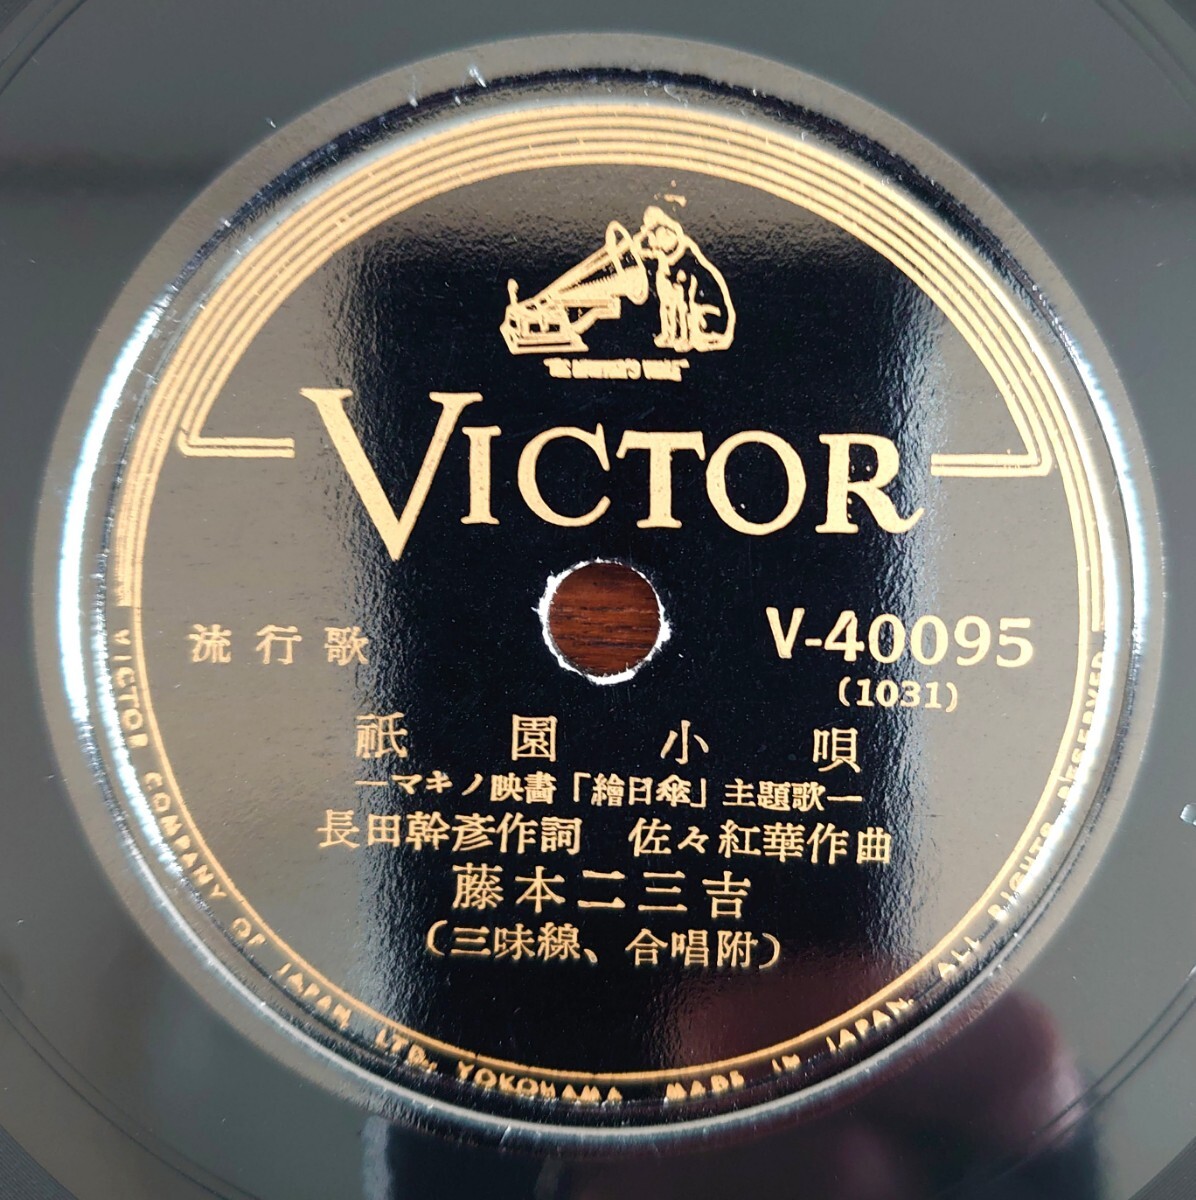 "HIS MASTER'S VOICE"
VICTOR
流行歌
V-40095
(1031)
祇園小唄
―マキノ映畵「繪日傘」主題歌―
長田幹彥作詞 佐々紅華作曲
藤本二三吉
(三味線、合唱附)
VICTOR COMPANY OF JAPAN, LTD., YOKOHAMA MADE IN JAPAN. ALL RIGHTS RESERVED